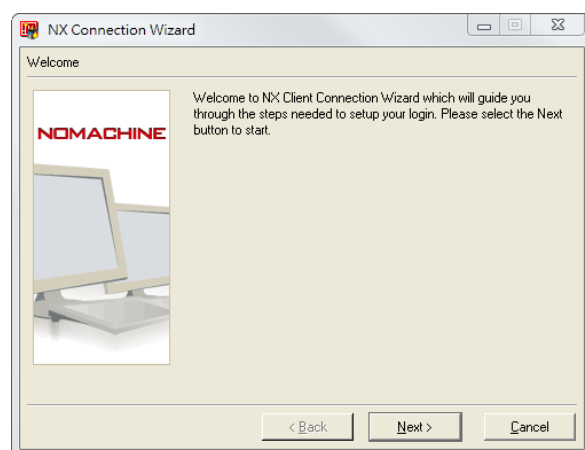 NX Connection Wizard
Welcome
NOMACHINE
Welcome to NX Client Connection Wizard which will guide you
through the steps needed to setup your login. Please select the Next
button to start.
< Back
Next >
Cancel